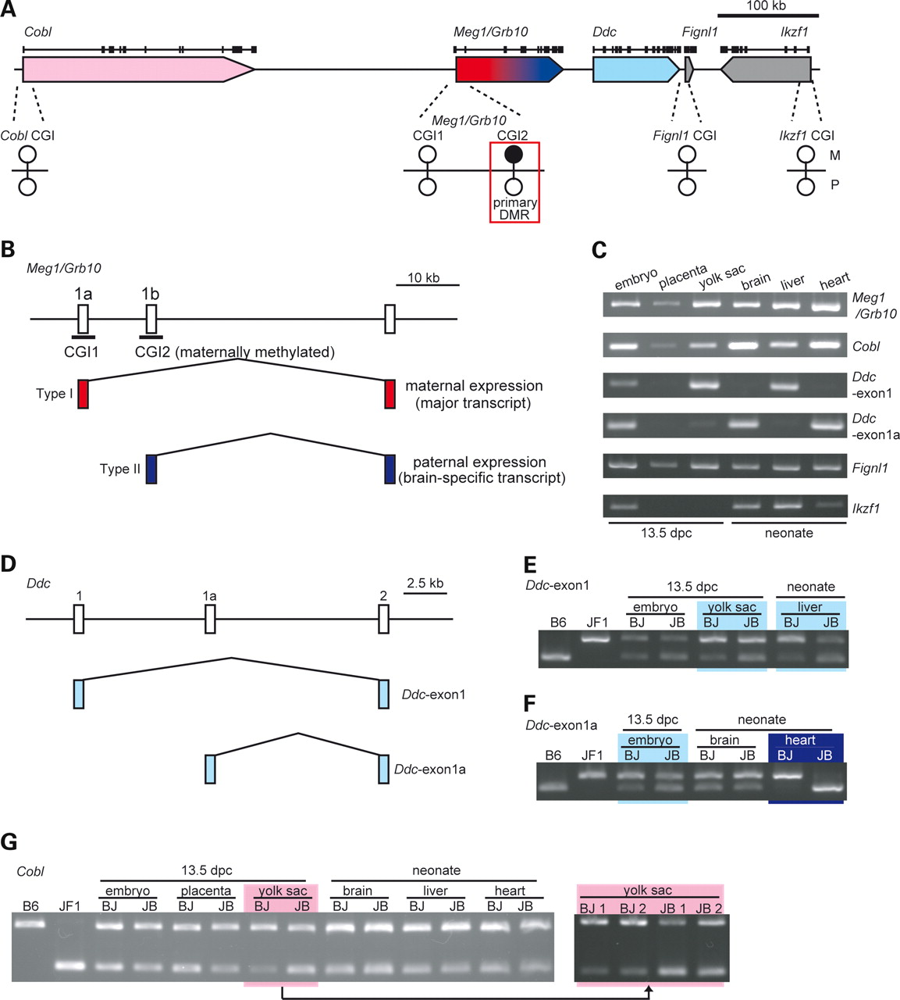 A
100 kb
Cobl
Meg1/Grb10
Ddc
Fignl1
Ikzf1
Meg1/Grb10
Cobl CGI
CGI1
CGI2
Fignl1 CGI
Ikzf1 CGI
M
P
primary
DMR
B
Meg1/Grb10
10 kb
1a
1b
CGI1
CGI2 (maternally methylated)
Type I
maternal expression
(major transcript)
Type II
paternal expression
(brain-specific transcript)
C
embryo placenta yolk sac brain liver heart
Meg1
/Grb10
Cobl
Ddc
-exon1
Ddc
-exon1a
Fignl1
Ikzf1
13.5 dpc
neonate
D
Ddc
2.5 kb
1
1a
2
Ddc-exon1
Ddc-exon1a
E
Ddc-exon1
13.5 dpc
neonate
embryo
yolk sac
liver
B6 JF1 BJ JB BJ JB BJ JB
F
Ddc-exon1a
13.5 dpc
neonate
embryo
brain
heart
B6 JF1 BJ JB BJ JB BJ JB
G
Cobl
13.5 dpc
neonate
embryo placenta yolk sac brain liver heart
B6 JF1 BJ JB BJ JB BJ JB BJ JB BJ JB BJ JB
yolk sac
BJ 1 BJ 2 JB 1 JB 2